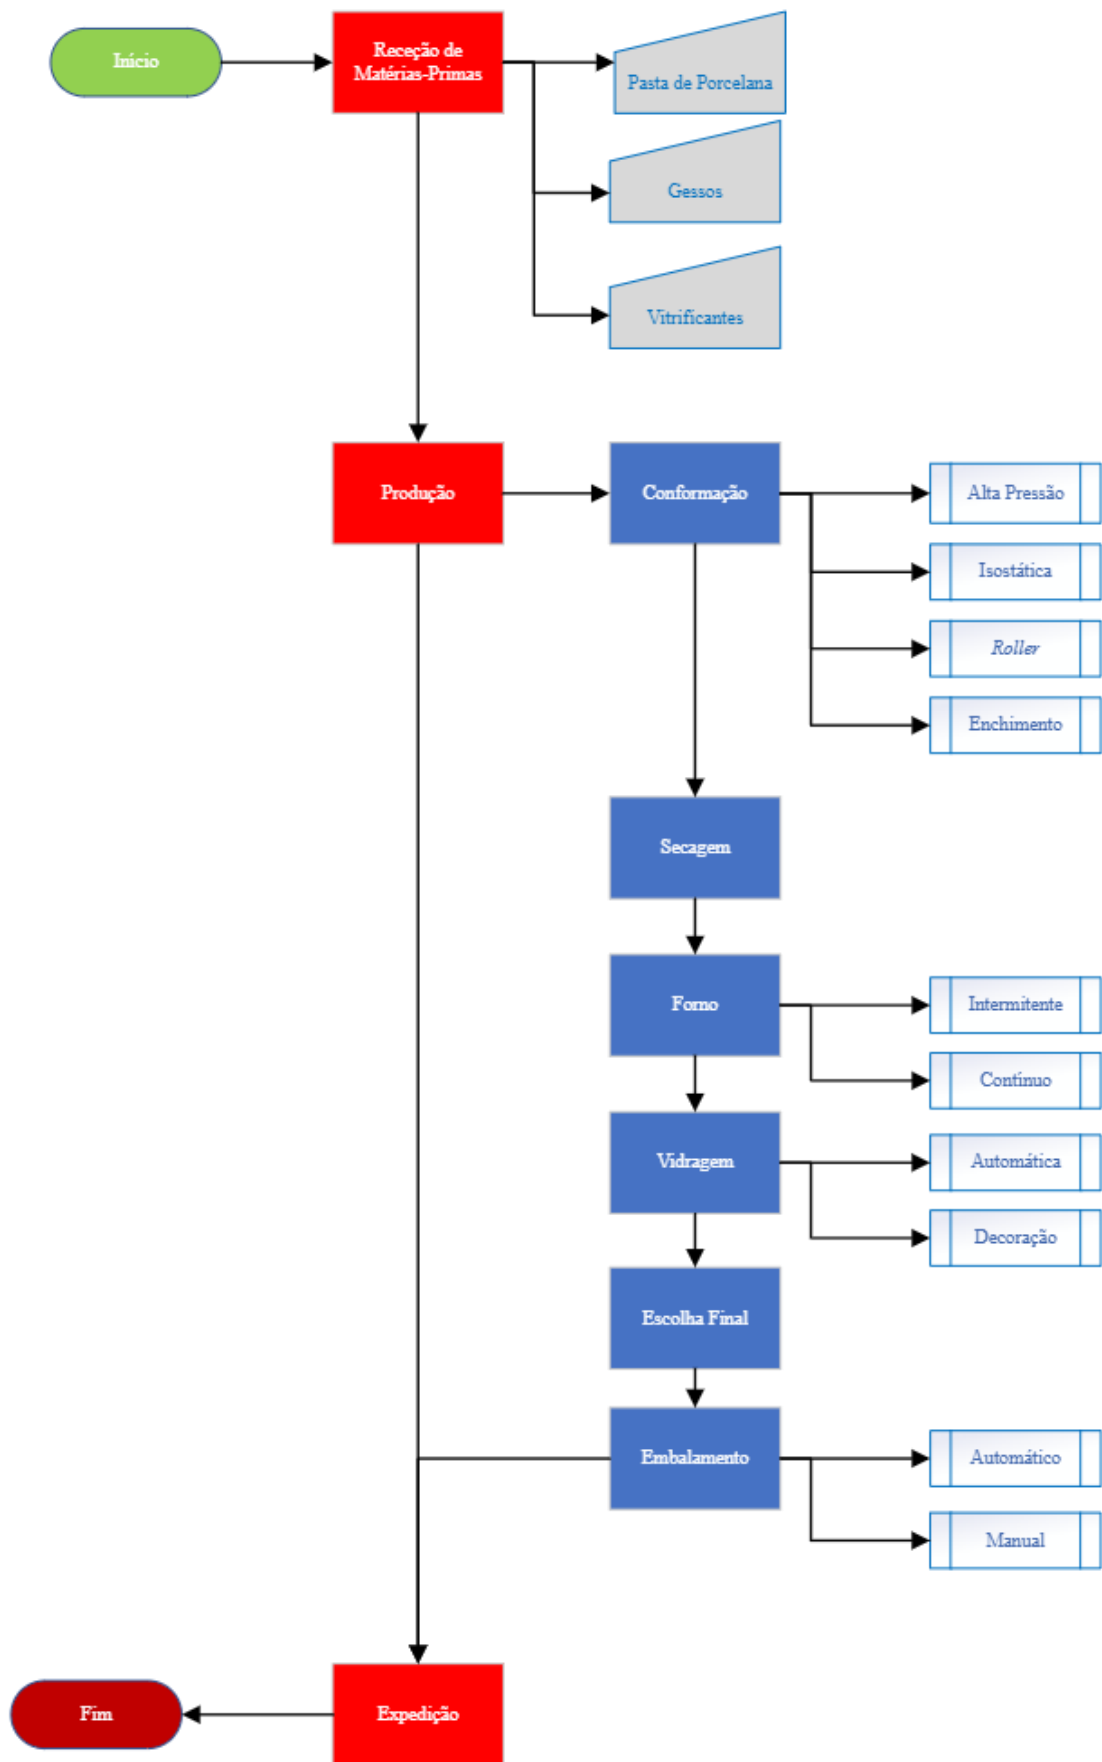 Início
Receção de
Matérias-Primas
Pasta de Porcelana
Gessos
Vitrificantes
Produção
Conformação
Alta Pressão
Isostática
Roller
Enchimento
Secagem
Forno
Intermitente
Contínuo
Vidragem
Automática
Decoração
Escolha Final
Embalamento
Automático
Manual
Fim
Expedição